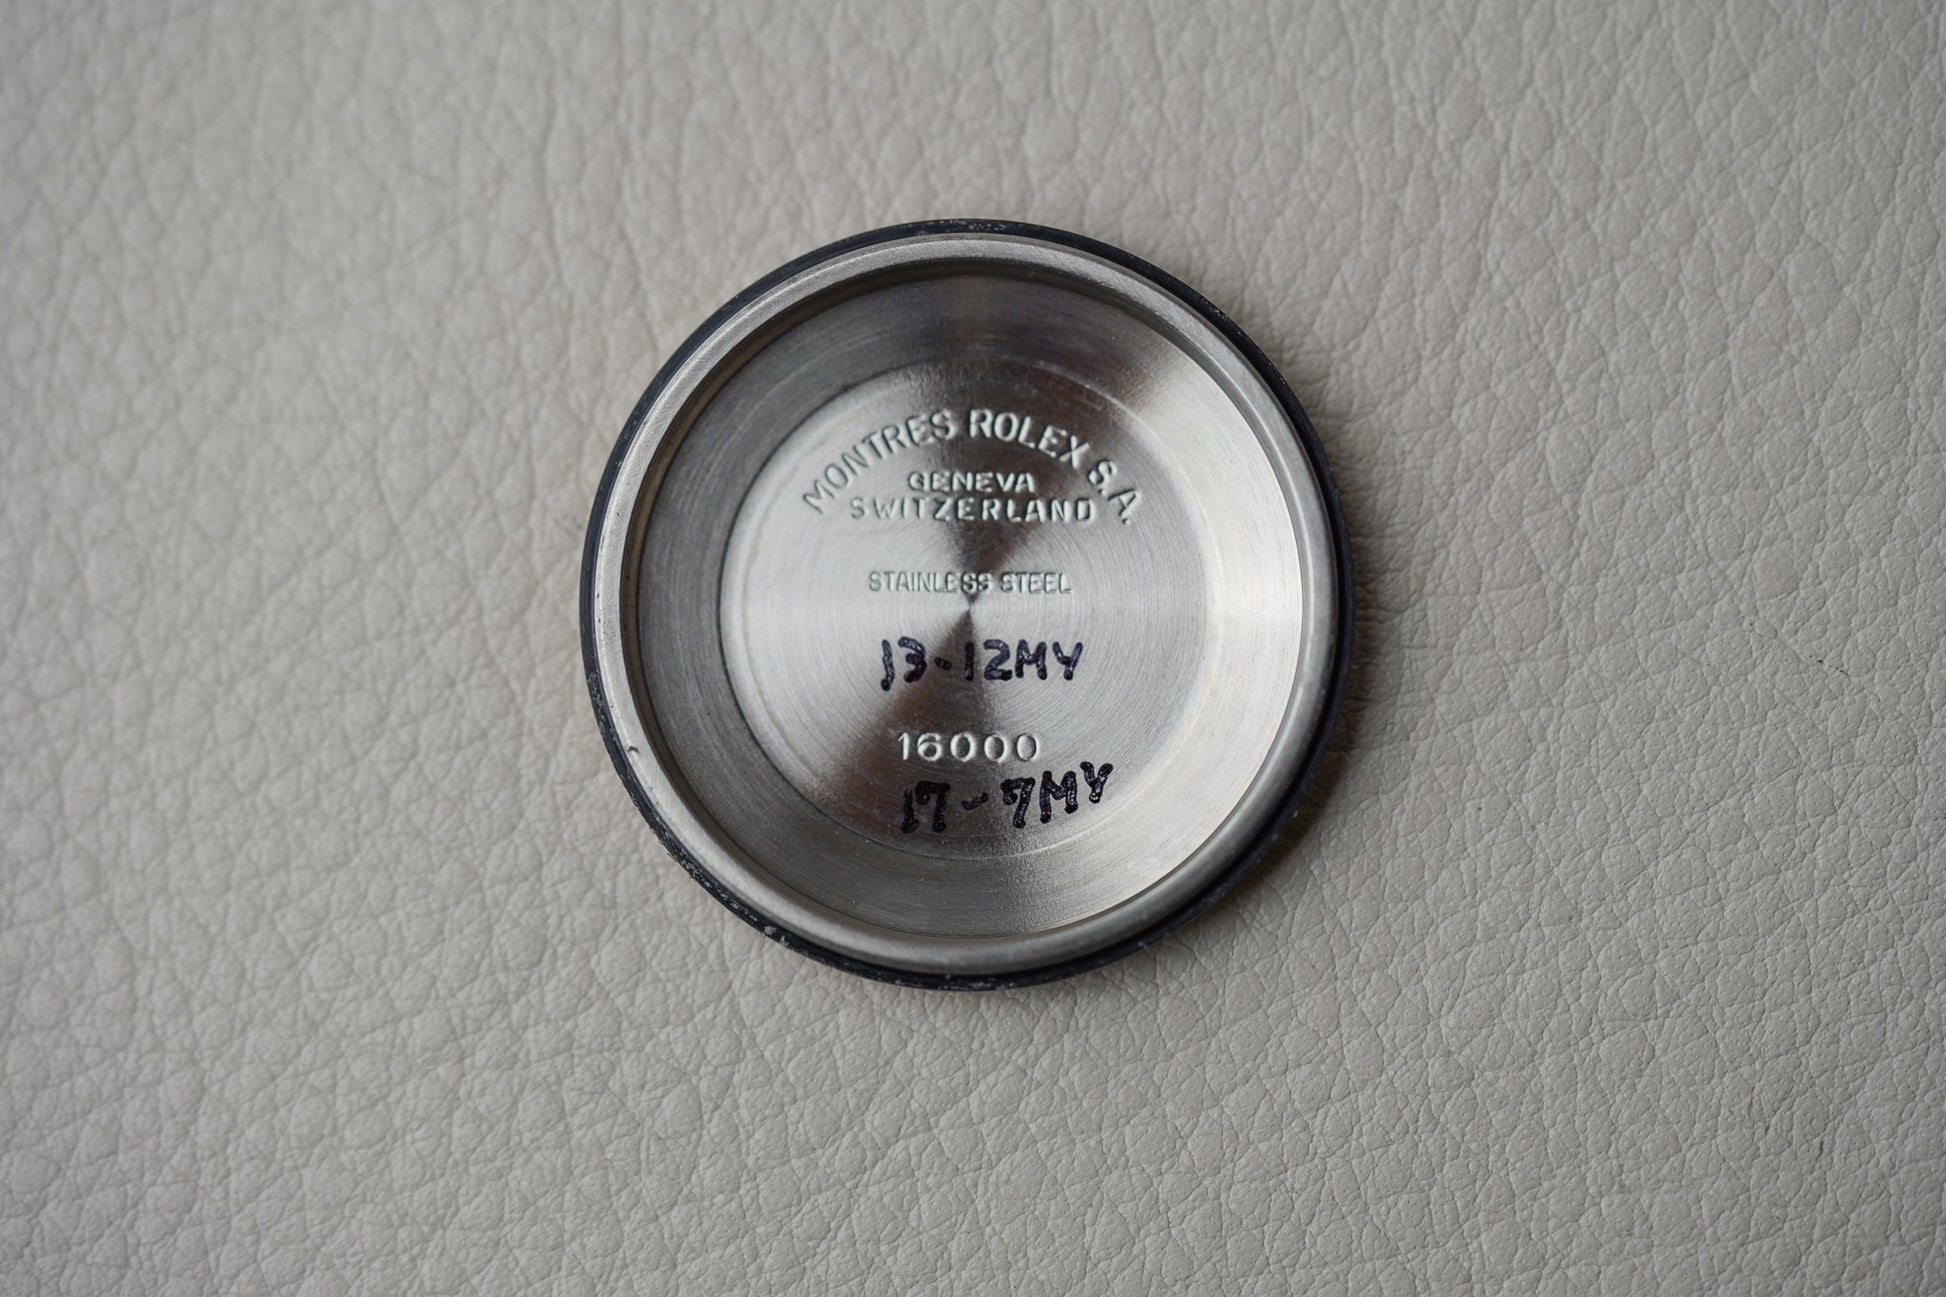 MONTRES ROLEX S.A.
GENEVA
SWITZERLAND
STAINLESS STEEL
13-12MY
16000
17-7MY